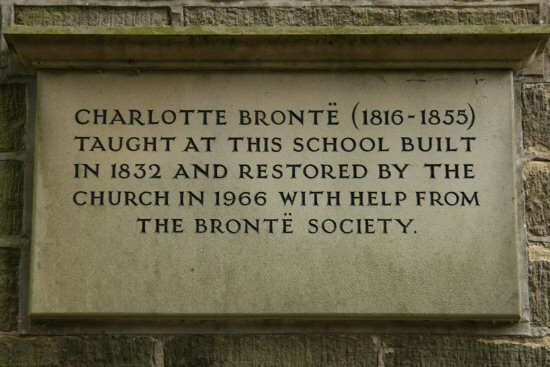 CHARLOTTE BRONTË (1816-1855)
TAUGHT AT THIS SCHOOL BUILT
IN 1832 AND RESTORED BY THE
CHURCH IN 1966 WITH HELP FROM
THE BRONTË SOCIETY.